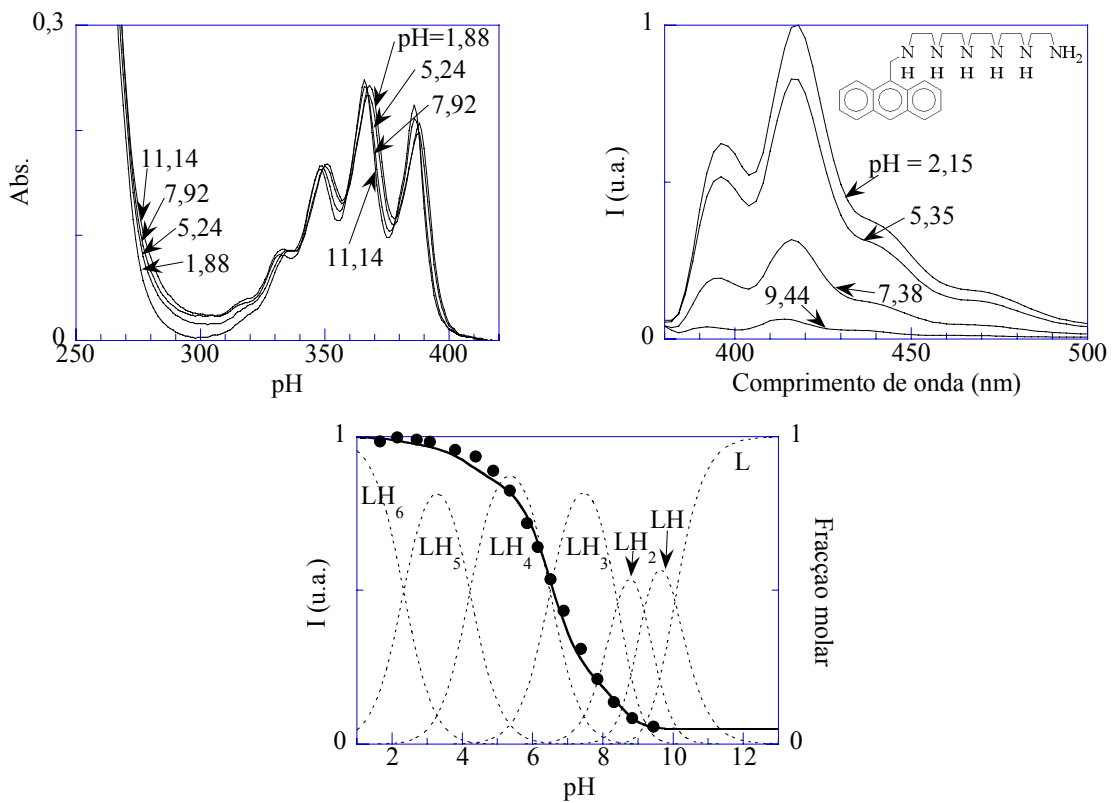 0,3
Abs.
0
pH=1,88
5,24
7,92
11,14
11,14
7,92
5,24
1,88
250
300
350
400
pH
1
I (u.a.)
0
N N N N N NH2
H H H H H
pH = 2,15
5,35
7,38
9,44
400
450
500
Comprimento de onda (nm)
1
I (u.a.)
0
1
Fracçao molar
0
LH6
LH5
LH4
LH3
LH2
LH
L
2
4
6
8
10
12
pH